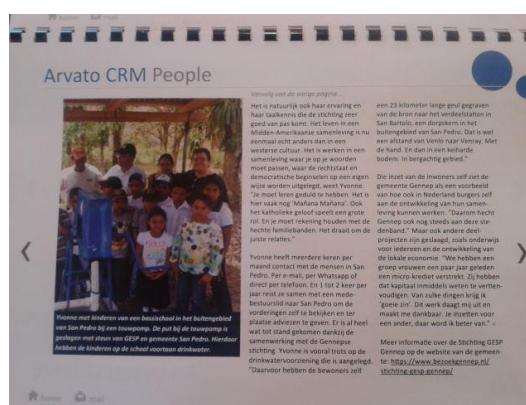 home mail
Arvato CRM People
Vervolg van de vorige pagina...
Het is natuurlijk ook haar ervaring en
haar taalkennis die de stichting zeer
goed van pas komt. Het leven in een
Midden-Amerikaanse samenleving is nu
eenmaal echt anders dan in een
westerse cultuur. Het is werken in een
samenleving waar je op je woorden
moet passen, waar de rechtstaat en
democratische beginselen op een eigen
wijze worden uitgelegd, weet Yvonne.
"Je moet leren geduld te hebben. Het is
hier vaak nog 'Mañana Mañana'. Ook
het katholieke geloof speelt een grote
rol. En je moet rekening houden met de
hechte familiebanden. Het draait om de
juiste relaties."
Yvonne heeft meerdere keren per
maand contact met de mensen in San
Pedro. Per e-mail, per Whatsapp of
direct per telefoon. En 1 tot 2 keer per
jaar reist ze samen met een mede-
bestuurslid naar San Pedro om de
vorderingen zelf te bekijken en ter
plaatse adviezen te geven. Er is al heel
wat tot stand gekomen dankzij de
samenwerking met de Gennepse
stichting. Yvonne is vooral trots op de
drinkwatervoorziening die is aangelegd.
"Daarvoor hebben de bewoners zelf
een 23 kilometer lange geul gegraven
van de bron naar het verdeelstation in
San Bartolo, een dorpskern in het
buitengebied van San Pedro. Dat is wel
een afstand van Venlo naar Venray. Met
de hand. En dan in een keiharde
bodem. In bergachtig gebied."
Die inzet van de inwoners zelf ziet de
gemeente Gennep als een voorbeeld
van hoe ook in Nederland burgers zelf
aan de ontwikkeling van hun samen-
leving kunnen werken. "Daarom hecht
Gennep ook nog steeds aan deze ste-
denband." Maar ook andere deel-
projecten zijn geslaagd, zoals onderwijs
voor iedereen en de ontwikkeling van
de lokale economie. "We hebben een
groep vrouwen een paar jaar geleden
een micro-krediet verstrekt. Zij hebben
dat kapitaal inmiddels weten te verten-
voudigen. Van zulke dingen krijg ik
'goeie zin'. Dit werk daagt mij uit en
maakt me dankbaar. Je inzetten voor
een ander, daar word ik beter van." «
Meer informatie over de Stichting GESP
Gennep op de website van de gemeen-
te: https://www.bezoekgennep.nl/
stichting-gesp-gennep/
Yvonne met kinderen van een bassischool in het buitengebied
van San Pedro bij een touwpomp. De put bij de touwpomp is
geslagen met steun van GESP en gemeente San Pedro. Hierdoor
hebben de kinderen op de school voortaan drinkwater.
home mail